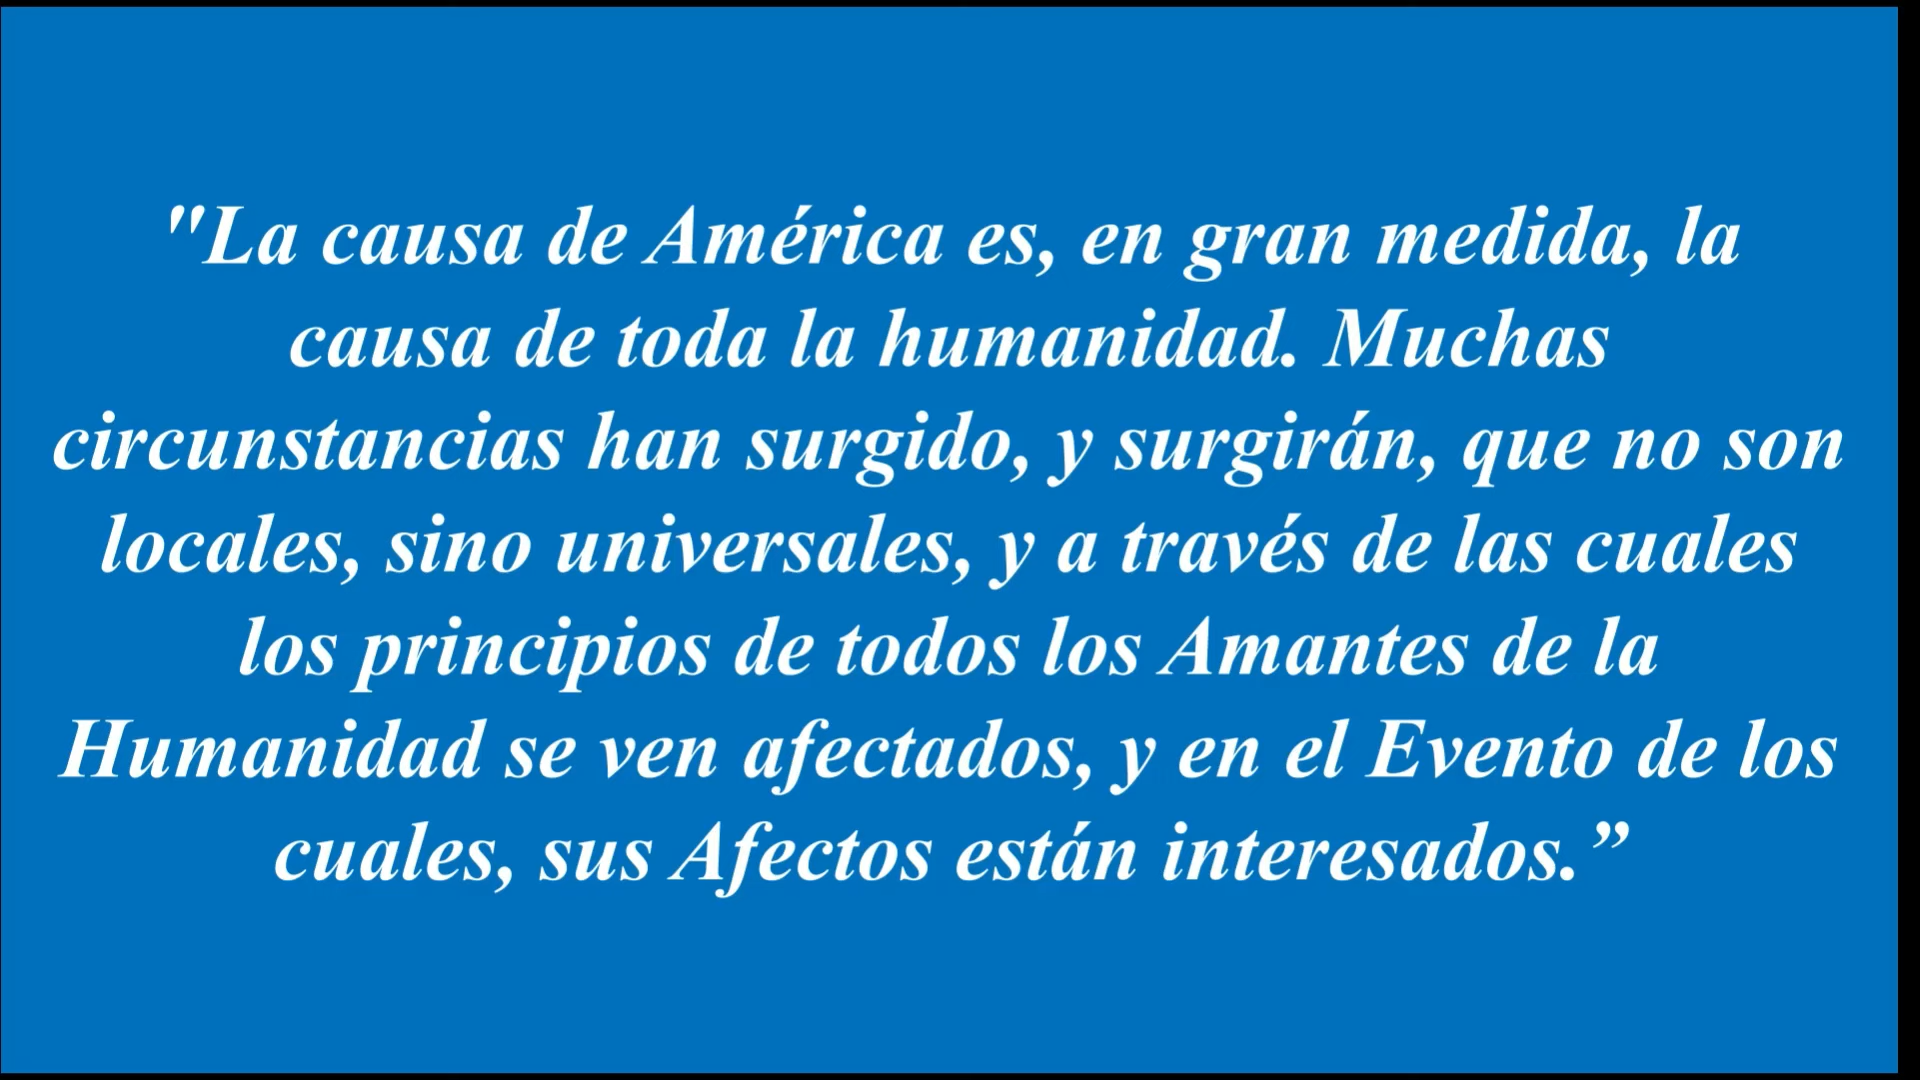 "La causa de América es, en gran medida, la
causa de toda la humanidad. Muchas
circunstancias han surgido, y surgirán, que no son
locales, sino universales, y a través de las cuales
los principios de todos los Amantes de la
Humanidad se ven afectados, y en el Evento de los
cuales, sus Afectos están interesados.”